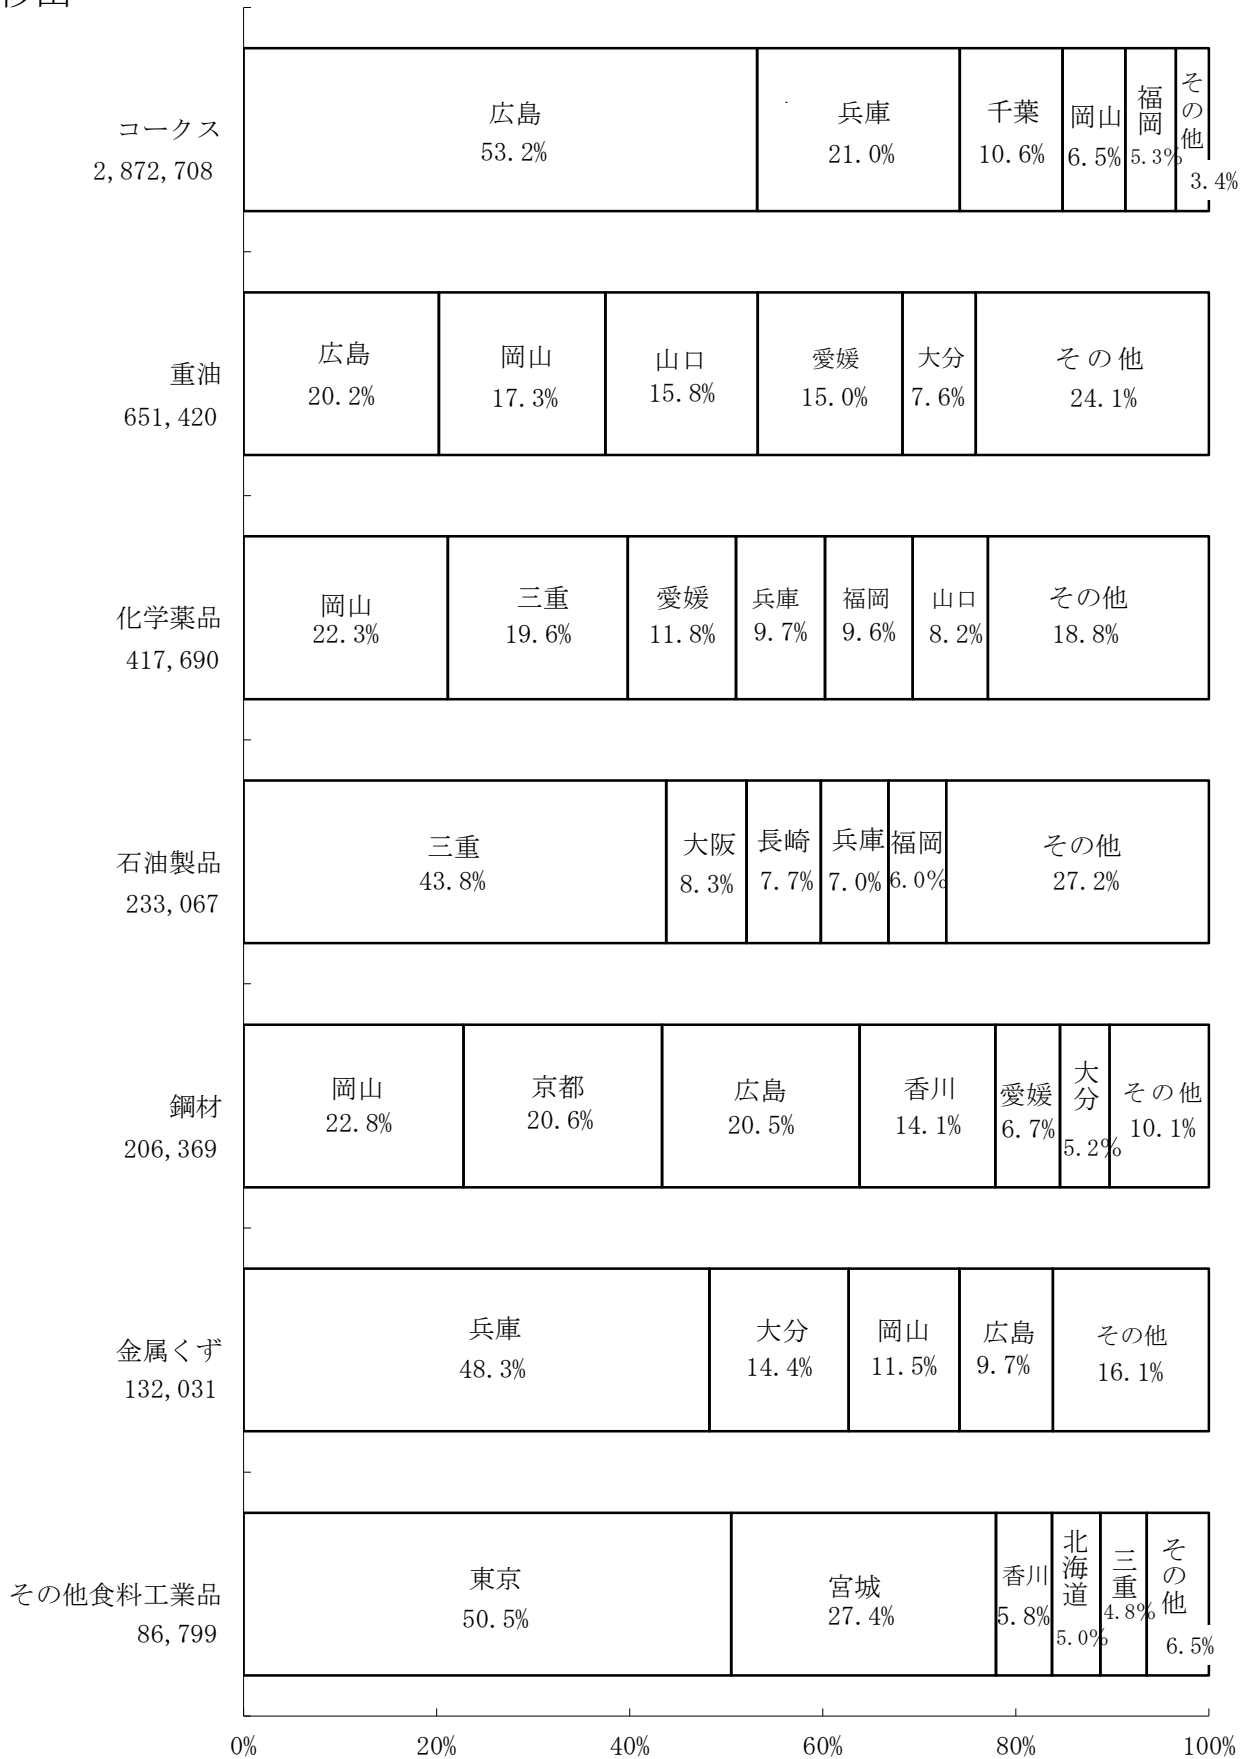 コークス
2,872,708
広島
53.2%
兵庫
21.0%
千葉
10.6%
岡山
6.5%
福岡
5.3%
その他
3.4%
重油
651,420
広島
20.2%
岡山
17.3%
山口
15.8%
愛媛
15.0%
大分
7.6%
その他
24.1%
化学薬品
417,690
岡山
22.3%
三重
19.6%
愛媛
11.8%
兵庫
9.7%
福岡
9.6%
山口
8.2%
その他
18.8%
石油製品
233,067
三重
43.8%
大阪
8.3%
長崎
7.7%
兵庫
7.0%
福岡
6.0%
その他
27.2%
鋼材
206,369
岡山
22.8%
京都
20.6%
広島
20.5%
香川
14.1%
愛媛
6.7%
大分
5.2%
その他
10.1%
金属くず
132,031
兵庫
48.3%
大分
14.4%
岡山
11.5%
広島
9.7%
その他
16.1%
その他食料工業品
86,799
東京
50.5%
宮城
27.4%
香川
5.8%
北海道
5.0%
三重
4.8%
その他
6.5%
0%
20%
40%
60%
80%
100%